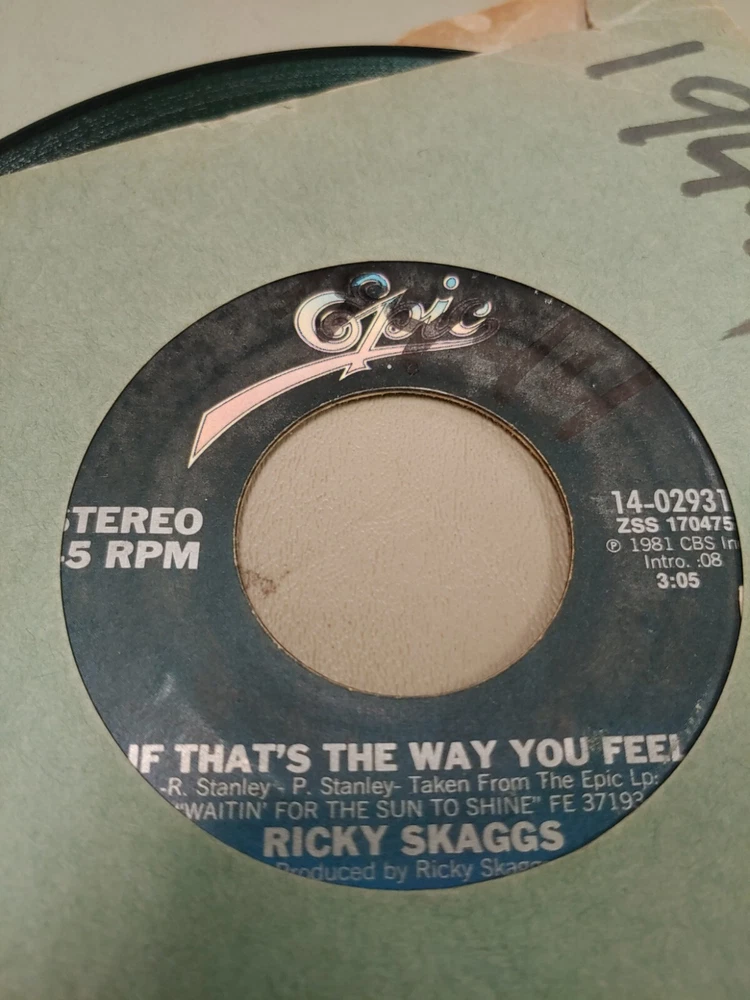 194
Epic
STEREO
45 RPM
14-02931
ZSS 170475
℗ 1981 CBS In
Intro. :08
3:05
IF THAT'S THE WAY YOU FEEL
-R. Stanley - P. Stanley- Taken From The Epic Lp:
"WAITIN' FOR THE SUN TO SHINE" FE 37193
RICKY SKAGGS
Produced by Ricky Skaggs